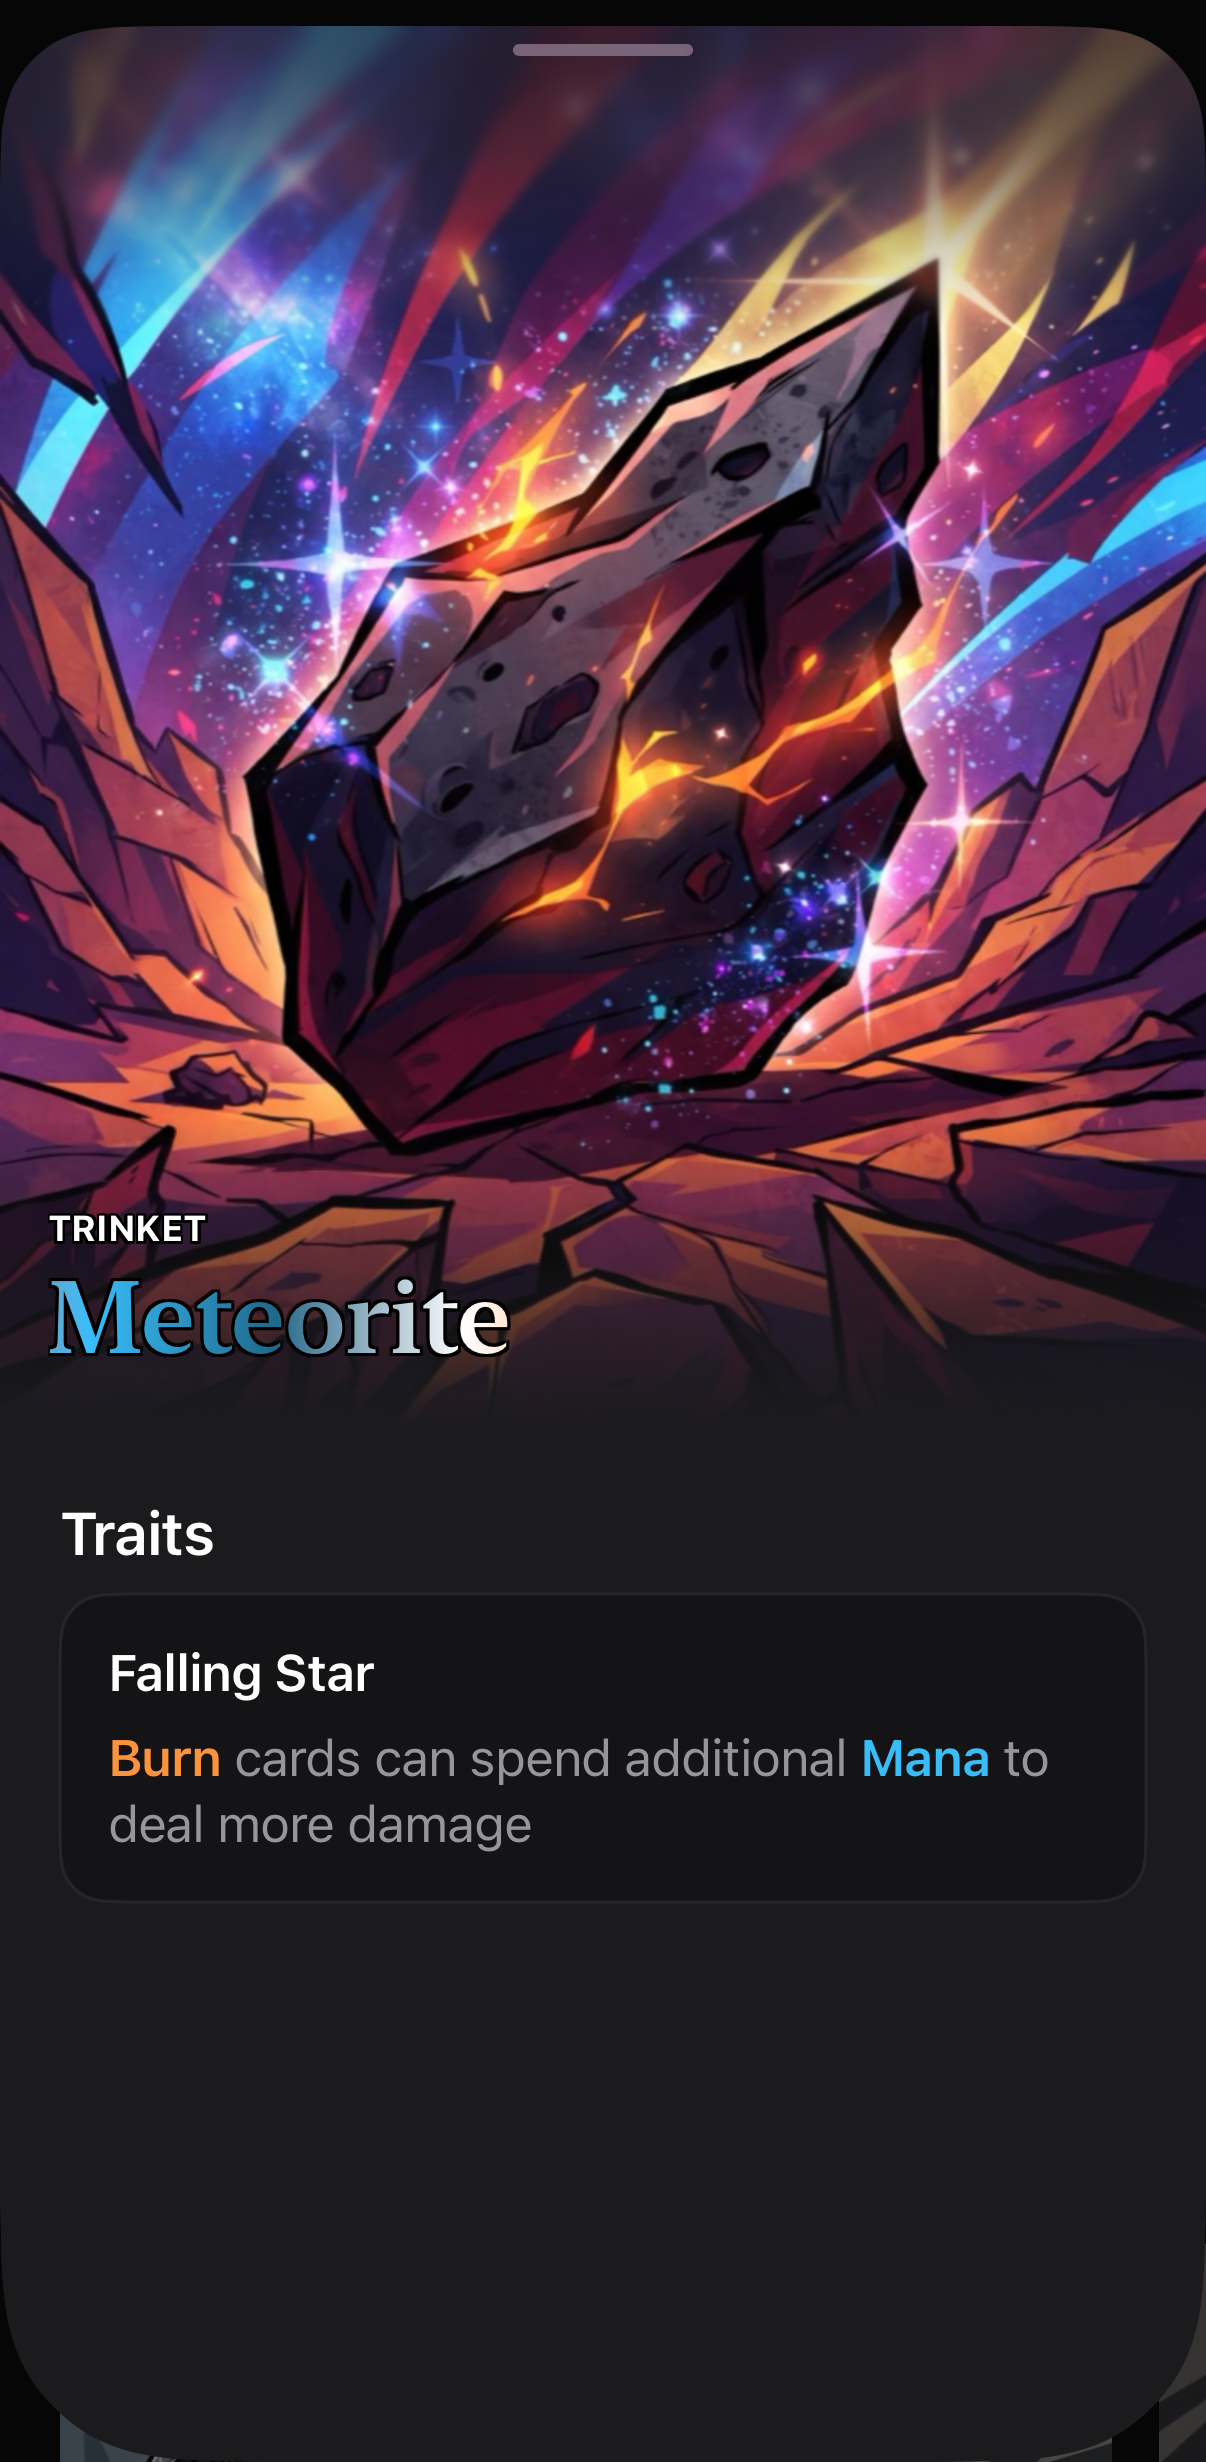 TRINKET
Meteorite
Traits
Falling Star
Burn cards can spend additional Mana to
deal more damage